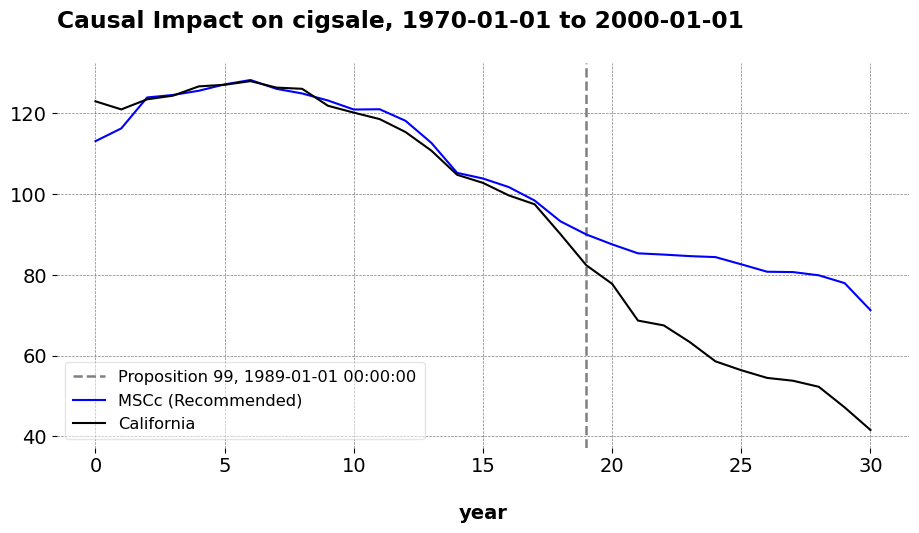 Causal Impact on cigsale, 1970-01-01 to 2000-01-01
120
100
80
60
40
Proposition 99, 1989-01-01 00:00:00
MSCc (Recommended)
California
0 5 10 15 20 25 30
year